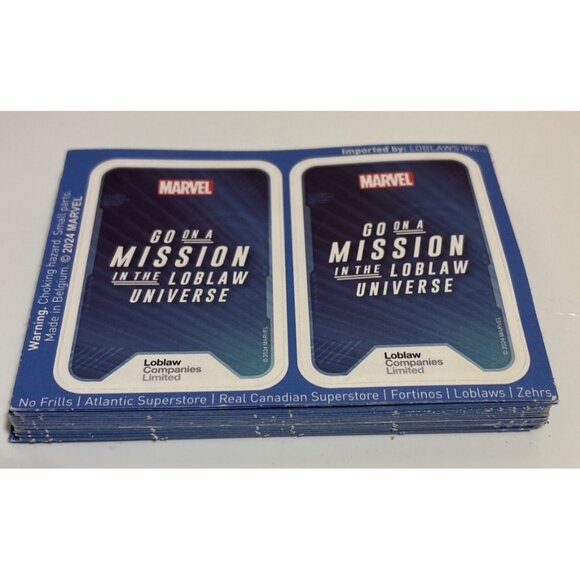 Imported by: LOBLAWS INC.,
Warning. Choking hazard. Small parts.
Made in Belgium. © 2024 MARVEL
MARVEL
GO ON A
MISSION
IN THE LOBLAW
UNIVERSE
© 2024 MARVEL
Loblaw
Companies
Limited
MARVEL
GO ON A
MISSION
IN THE LOBLAW
UNIVERSE
© 2024 MARVEL
Loblaw
Companies
Limited
No Frills | Atlantic Superstore | Real Canadian Superstore | Fortinos | Loblaws | Zehrs